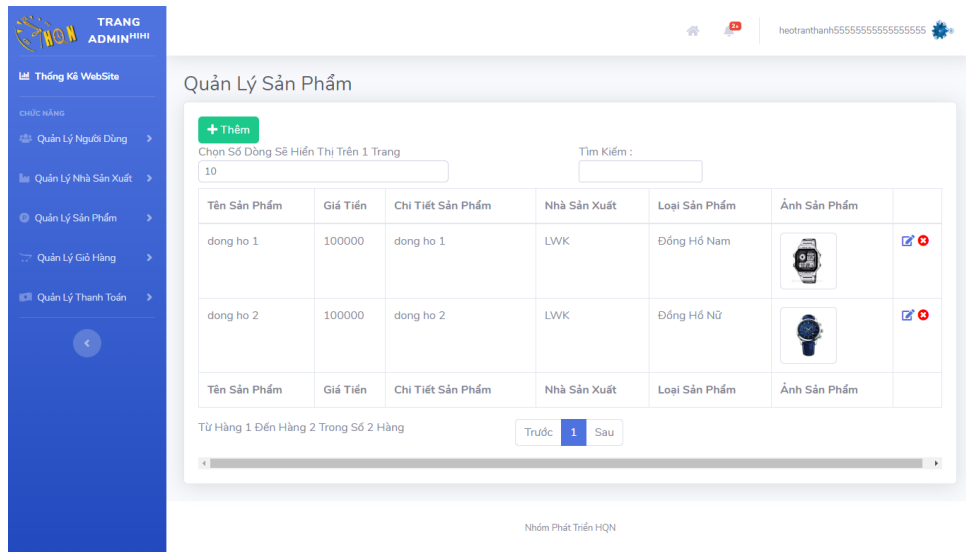 HQN
TRANG
ADMINHIHI
2+
heotranthanh55555555555555555
Thống Kê WebSite
CHỨC NĂNG
Quản Lý Người Dùng
Quản Lý Nhà Sản Xuất
Quản Lý Sản Phẩm
Quản Lý Giỏ Hàng
Quản Lý Thanh Toán
Quản Lý Sản Phẩm
Thêm
Chọn Số Dòng Sẽ Hiển Thị Trên 1 Trang
Tìm Kiếm :
10
Tên Sản Phẩm Giá Tiền Chi Tiết Sản Phẩm Nhà Sản Xuất Loại Sản Phẩm Ảnh Sản Phẩm
dong ho 1 100000 dong ho 1 LWK Đồng Hồ Nam
dong ho 2 100000 dong ho 2 LWK Đồng Hồ Nữ
Tên Sản Phẩm Giá Tiền Chi Tiết Sản Phẩm Nhà Sản Xuất Loại Sản Phẩm Ảnh Sản Phẩm
Từ Hàng 1 Đến Hàng 2 Trong Số 2 Hàng
Trước 1 Sau
Nhóm Phát Triển HQN